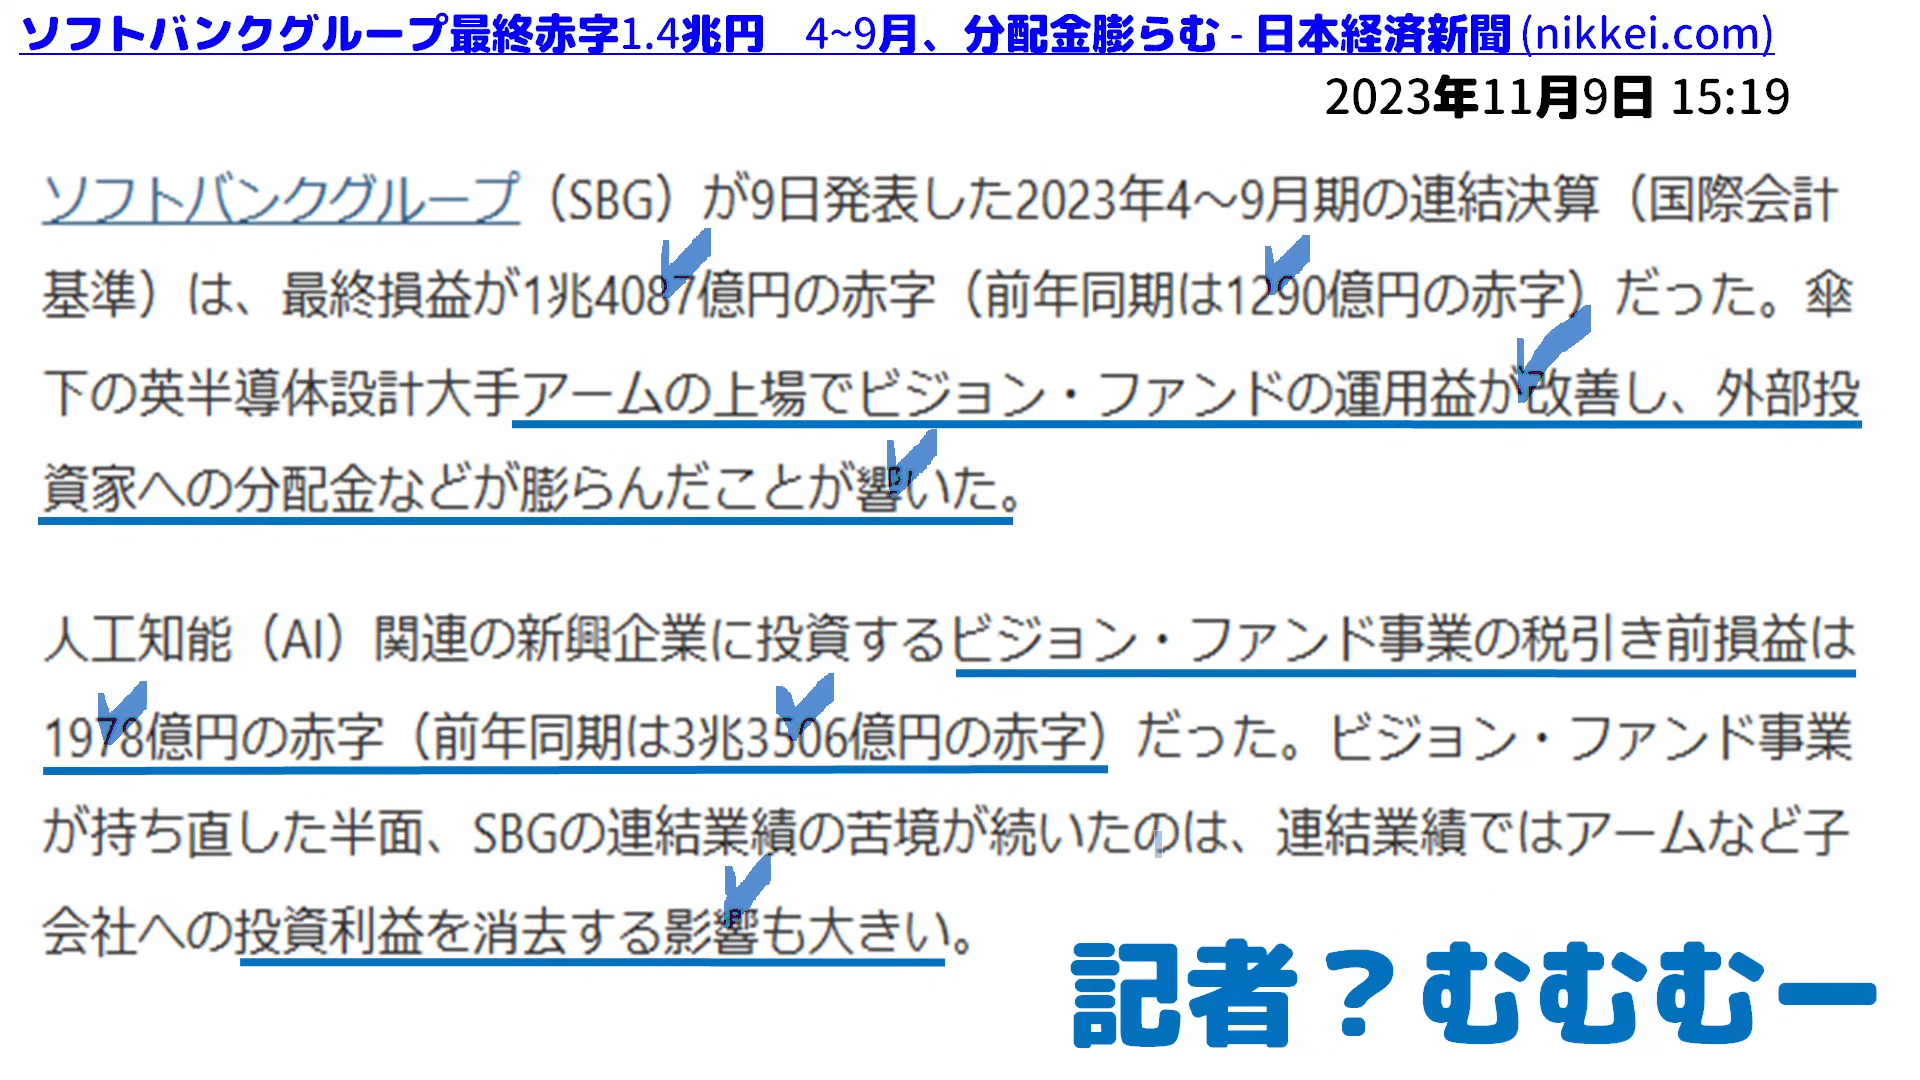 ソフトバンクグループ最終赤字1.4兆円　4~9月、分配金膨らむ - 日本経済新聞 (nikkei.com)
2023年11月9日 15:19
ソフトバンクグループ（SBG）が9日発表した2023年4〜9月期の連結決算（国際会計
基準）は、最終損益が1兆4087億円の赤字（前年同期は1290億円の赤字）だった。傘
下の英半導体設計大手アームの上場でビジョン・ファンドの運用益が改善し、外部投
資家への分配金などが膨らんだことが響いた。
人工知能（AI）関連の新興企業に投資するビジョン・ファンド事業の税引き前損益は
1978億円の赤字（前年同期は3兆3506億円の赤字）だった。ビジョン・ファンド事業
が持ち直した半面、SBGの連結業績の苦境が続いたのは、連結業績ではアームなど子
会社への投資利益を消去する影響も大きい。
記者？むむむー